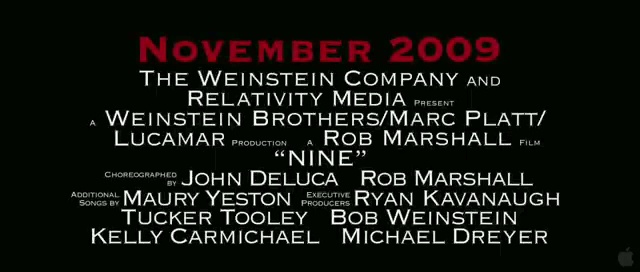 NOVEMBER 2009
THE WEINSTEIN COMPANY AND
RELATIVITY MEDIA PRESENT
A WEINSTEIN BROTHERS/MARC PLATT/
LUCAMAR PRODUCTION A ROB MARSHALL FILM
“NINE”
CHOREOGRAPHED BY JOHN DELUCA ROB MARSHALL
ADDITIONAL SONGS BY MAURY YESTON EXECUTIVE PRODUCERS RYAN KAVANAUGH
TUCKER TOOLEY BOB WEINSTEIN
KELLY CARMICHAEL MICHAEL DREYER